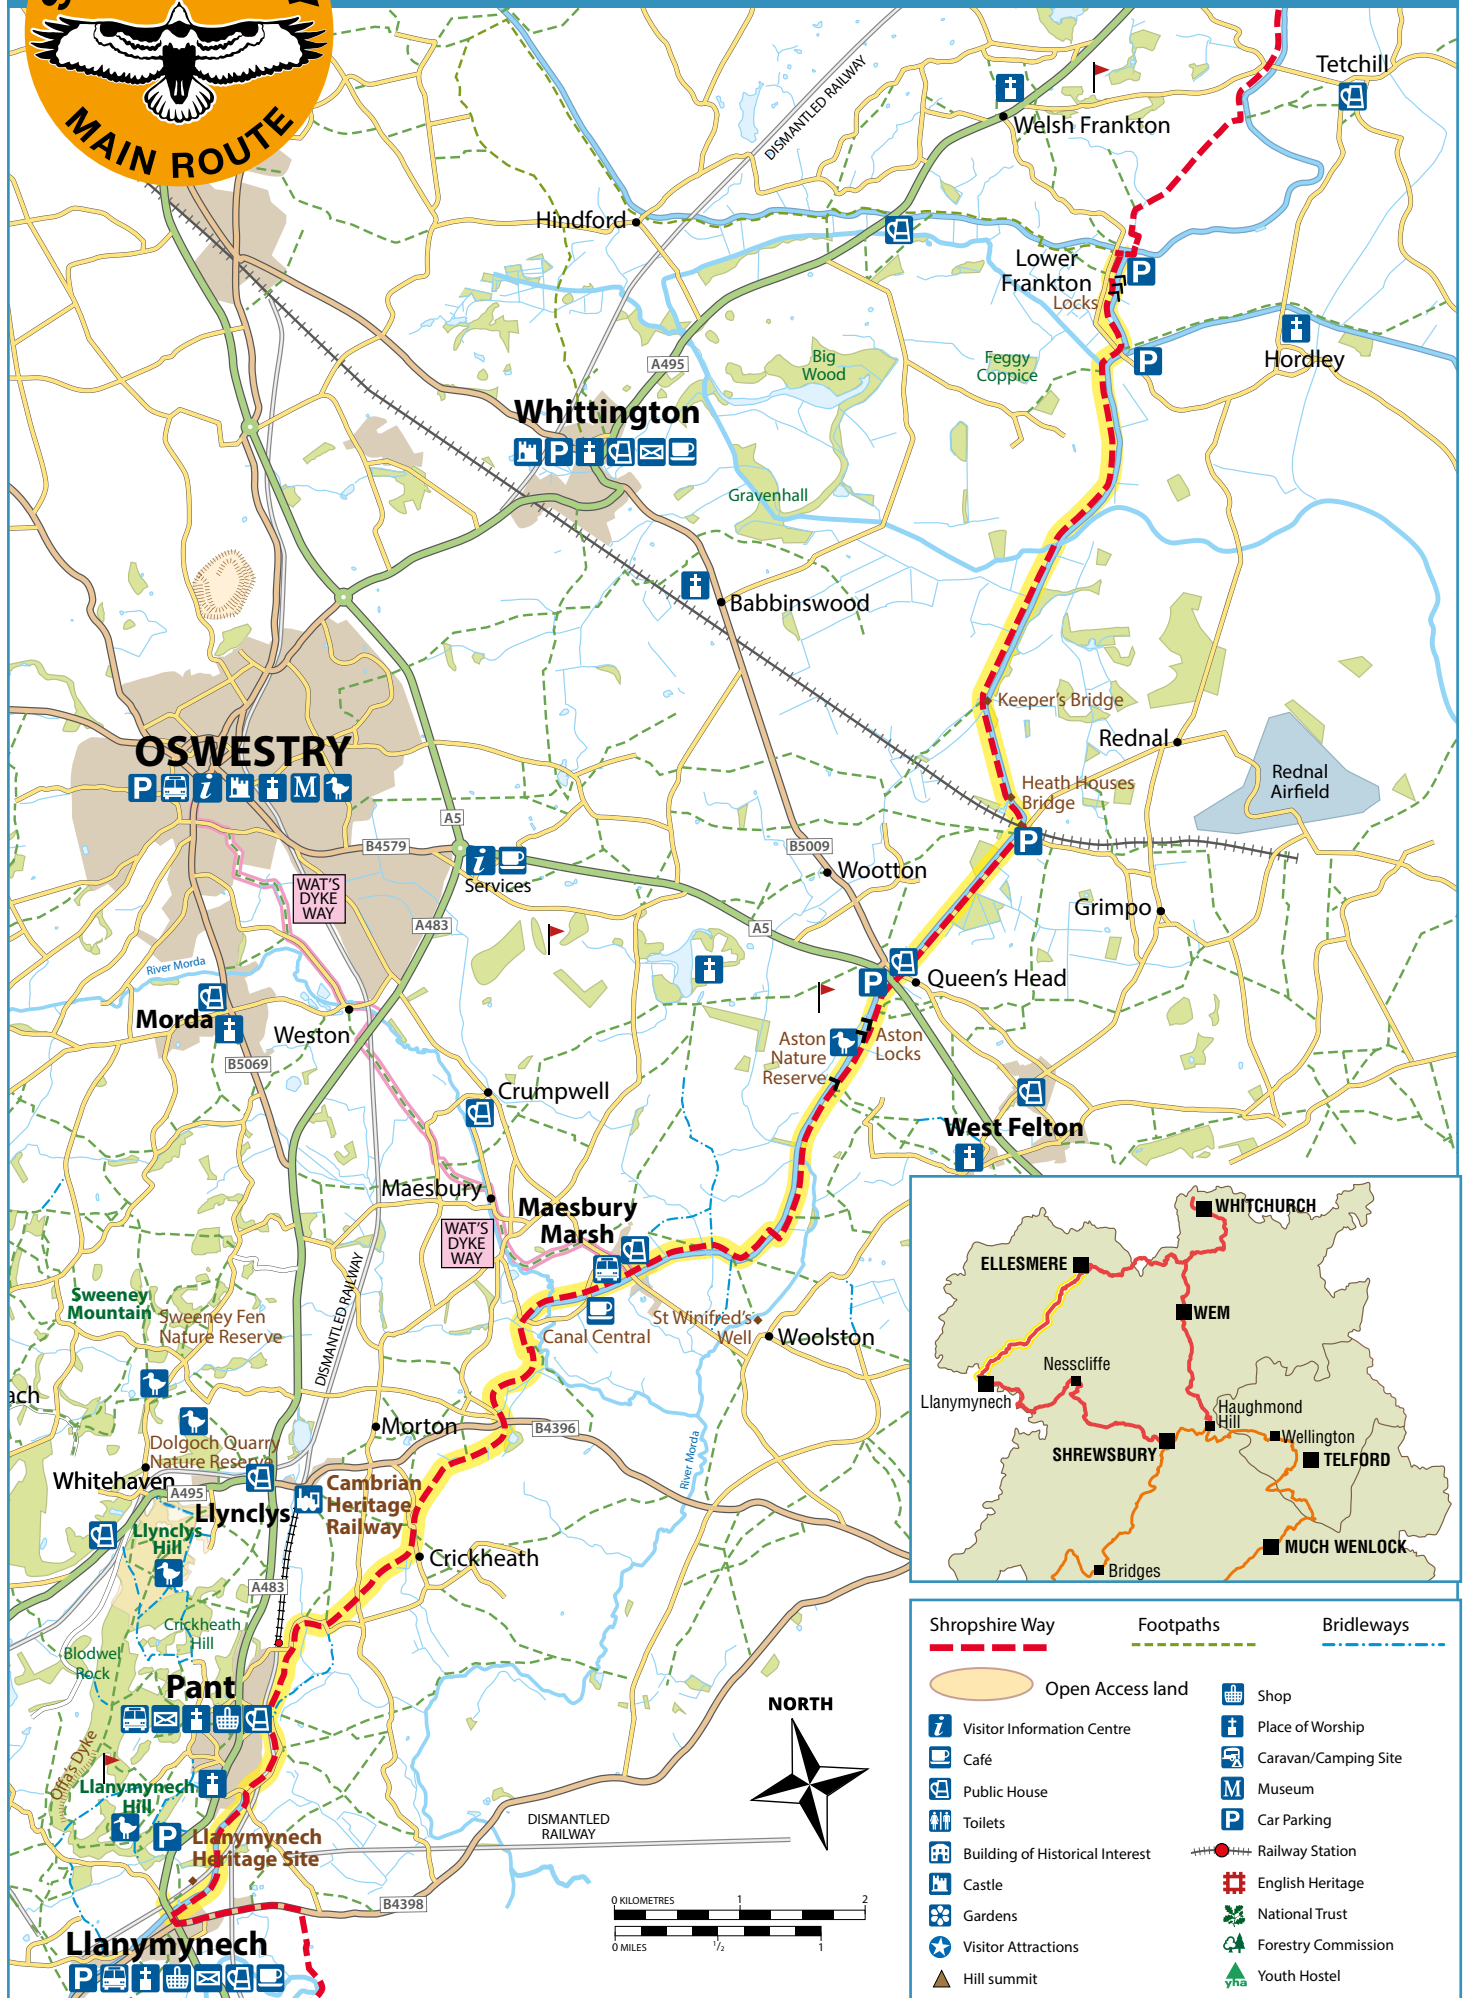 MAIN ROUTE
Tetchill
Welsh Frankton
DISMANTLED RAILWAY
Hindford
Lower
Frankton
Locks
Hordley
A495
Big
Wood
Feggy
Coppice
Whittington
Gravenhall
Babbinswood
Keeper's Bridge
Rednal
Rednal
Airfield
Heath Houses
Bridge
OSWESTRY
A5
B4579
B5009
Services
Wootton
WAT'S
DYKE
WAY
A483
A5
Grimpo
River Morda
Queen's Head
Morda
Weston
Aston
Nature
Reserve
Aston
Locks
B5069
Crumpwell
West Felton
Maesbury
Maesbury
Marsh
WAT'S
DYKE
WAY
DISMANTLED RAILWAY
Sweeney
Mountain
Sweeney Fen
Nature Reserve
St Winifred's
Well
Woolston
Canal Central
ach
Morton
B4396
Dolgoch Quarry
Nature Reserve
Whitehaven
A495
Llynclys
Cambrian
Heritage
Railway
River Morda
Llynclys
Hill
Crickheath
A483
Crickheath
Hill
Blodwel
Rock
Pant
Offa's Dyke
Llanymynech
Hill
Llanymynech
Heritage Site
DISMANTLED
RAILWAY
B4398
Llanymynech
NORTH
0 KILOMETRES 1 2
0 MILES 1/2 1
WHITCHURCH
ELLESMERE
WEM
Nesscliffe
Llanymynech
Haughmond
Hill
Wellington
SHREWSBURY
TELFORD
MUCH WENLOCK
Bridges
Shropshire Way
Footpaths
Bridleways
Open Access land
Visitor Information Centre
Café
Public House
Toilets
Building of Historical Interest
Castle
Gardens
Visitor Attractions
Hill summit
Shop
Place of Worship
Caravan/Camping Site
M Museum
P Car Parking
Railway Station
English Heritage
National Trust
Forestry Commission
yha Youth Hostel